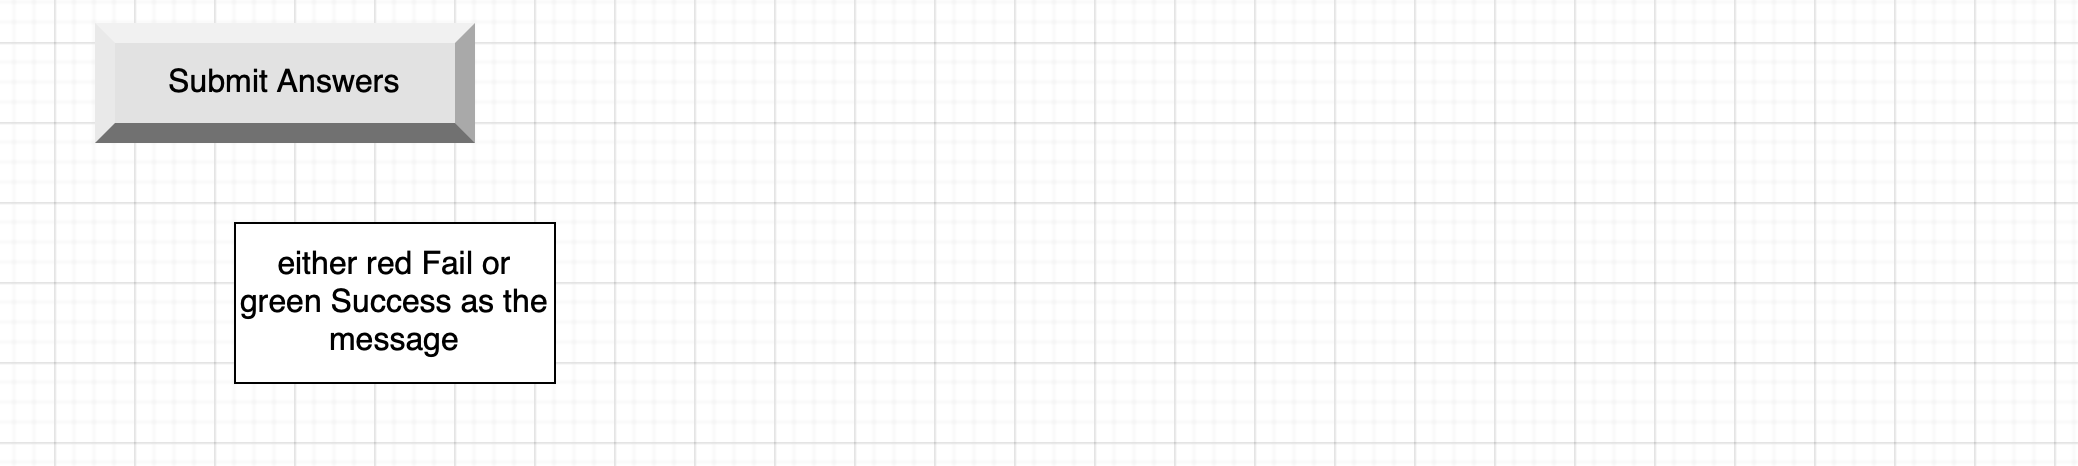 Submit Answers
either red Fail or
green Success as the
message